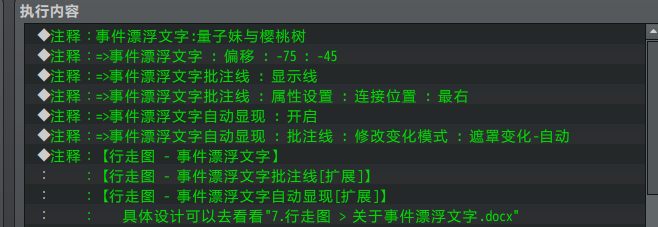 执行内容
◆注释：事件漂浮文字:量子妹与樱桃树
◆注释：=>事件漂浮文字 : 偏移 : -75 : -45
◆注释：=>事件漂浮文字批注线 : 显示线
◆注释：=>事件漂浮文字批注线 : 属性设置 : 连接位置 : 最右
◆注释：=>事件漂浮文字自动显现 : 开启
◆注释：=>事件漂浮文字自动显现 : 批注线 : 修改变化模式 : 遮罩变化-自动
◆注释：【行走图 - 事件漂浮文字】
：　　：【行走图 - 事件漂浮文字批注线[扩展]】
：　　：【行走图 - 事件漂浮文字自动显现[扩展]】
：　　：　具体设计可以去看看"7.行走图 > 关于事件漂浮文字.docx"